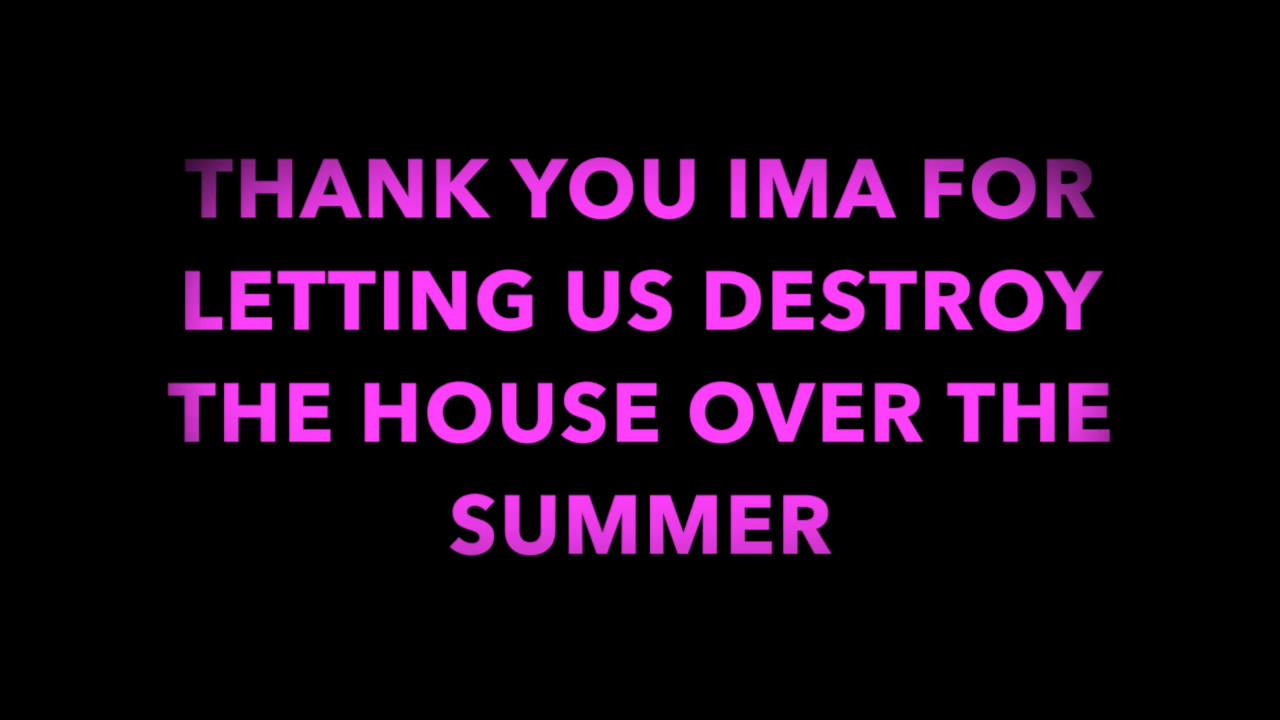 THANK YOU IMA FOR
LETTING US DESTROY
THE HOUSE OVER THE
SUMMER